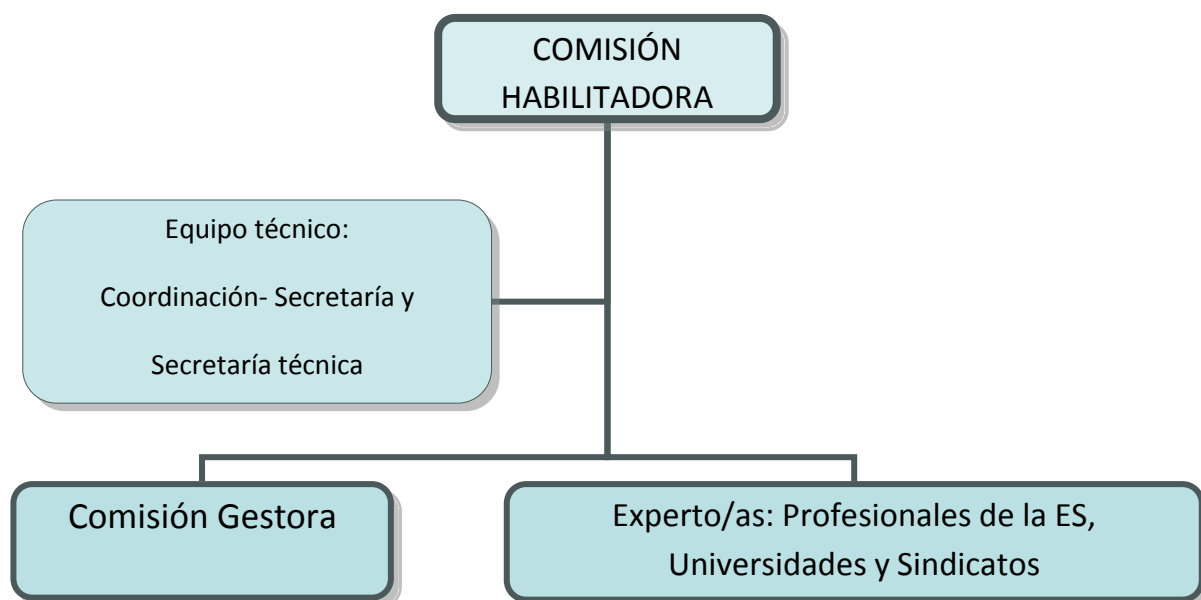 COMISIÓN
HABILITADORA
Equipo técnico:
Coordinación- Secretaría y
Secretaría técnica
Comisión Gestora
Experto/as: Profesionales de la ES,
Universidades y Sindicatos